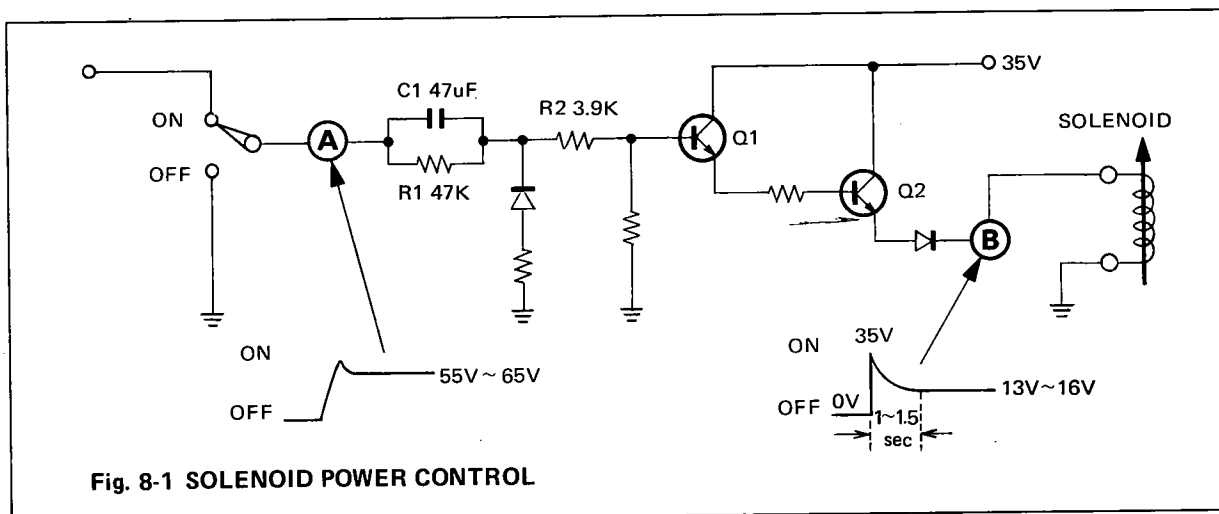 35V
C1 47uF
R2 3.9K
ON
Q1
SOLENOID
A
OFF
R1 47K
Q2
B
ON
35V
ON
55V ~ 65V
13V~16V
OFF
OFF 0V
1~1.5
sec
Fig. 8-1 SOLENOID POWER CONTROL